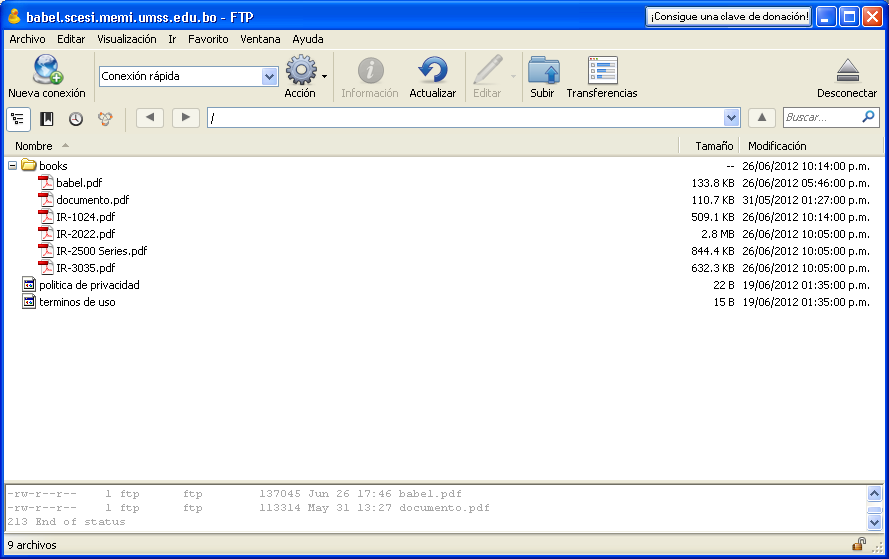 babel.scesi.memi.umss.edu.bo - FTP ¡Consigue una clave de donación!
Archivo Editar Visualización Ir Favorito Ventana Ayuda
Nueva conexión Conexión rápida Acción Información Actualizar Editar Subir Transferencias Desconectar
/ Buscar...
Nombre Tamaño Modificación
books -- 26/06/2012 10:14:00 p.m.
babel.pdf 133.8 KB 26/06/2012 05:46:00 p.m.
documento.pdf 110.7 KB 31/05/2012 01:27:00 p.m.
IR-1024.pdf 509.1 KB 26/06/2012 10:14:00 p.m.
IR-2022.pdf 2.8 MB 26/06/2012 10:05:00 p.m.
IR-2500 Series.pdf 844.4 KB 26/06/2012 10:05:00 p.m.
IR-3035.pdf 632.3 KB 26/06/2012 10:05:00 p.m.
politica de privacidad 22 B 19/06/2012 01:35:00 p.m.
terminos de uso 15 B 19/06/2012 01:35:00 p.m.
-rw-r--r-- 1 ftp ftp 137045 Jun 26 17:46 babel.pdf
-rw-r--r-- 1 ftp ftp 113314 May 31 13:27 documento.pdf
213 End of status
9 archivos